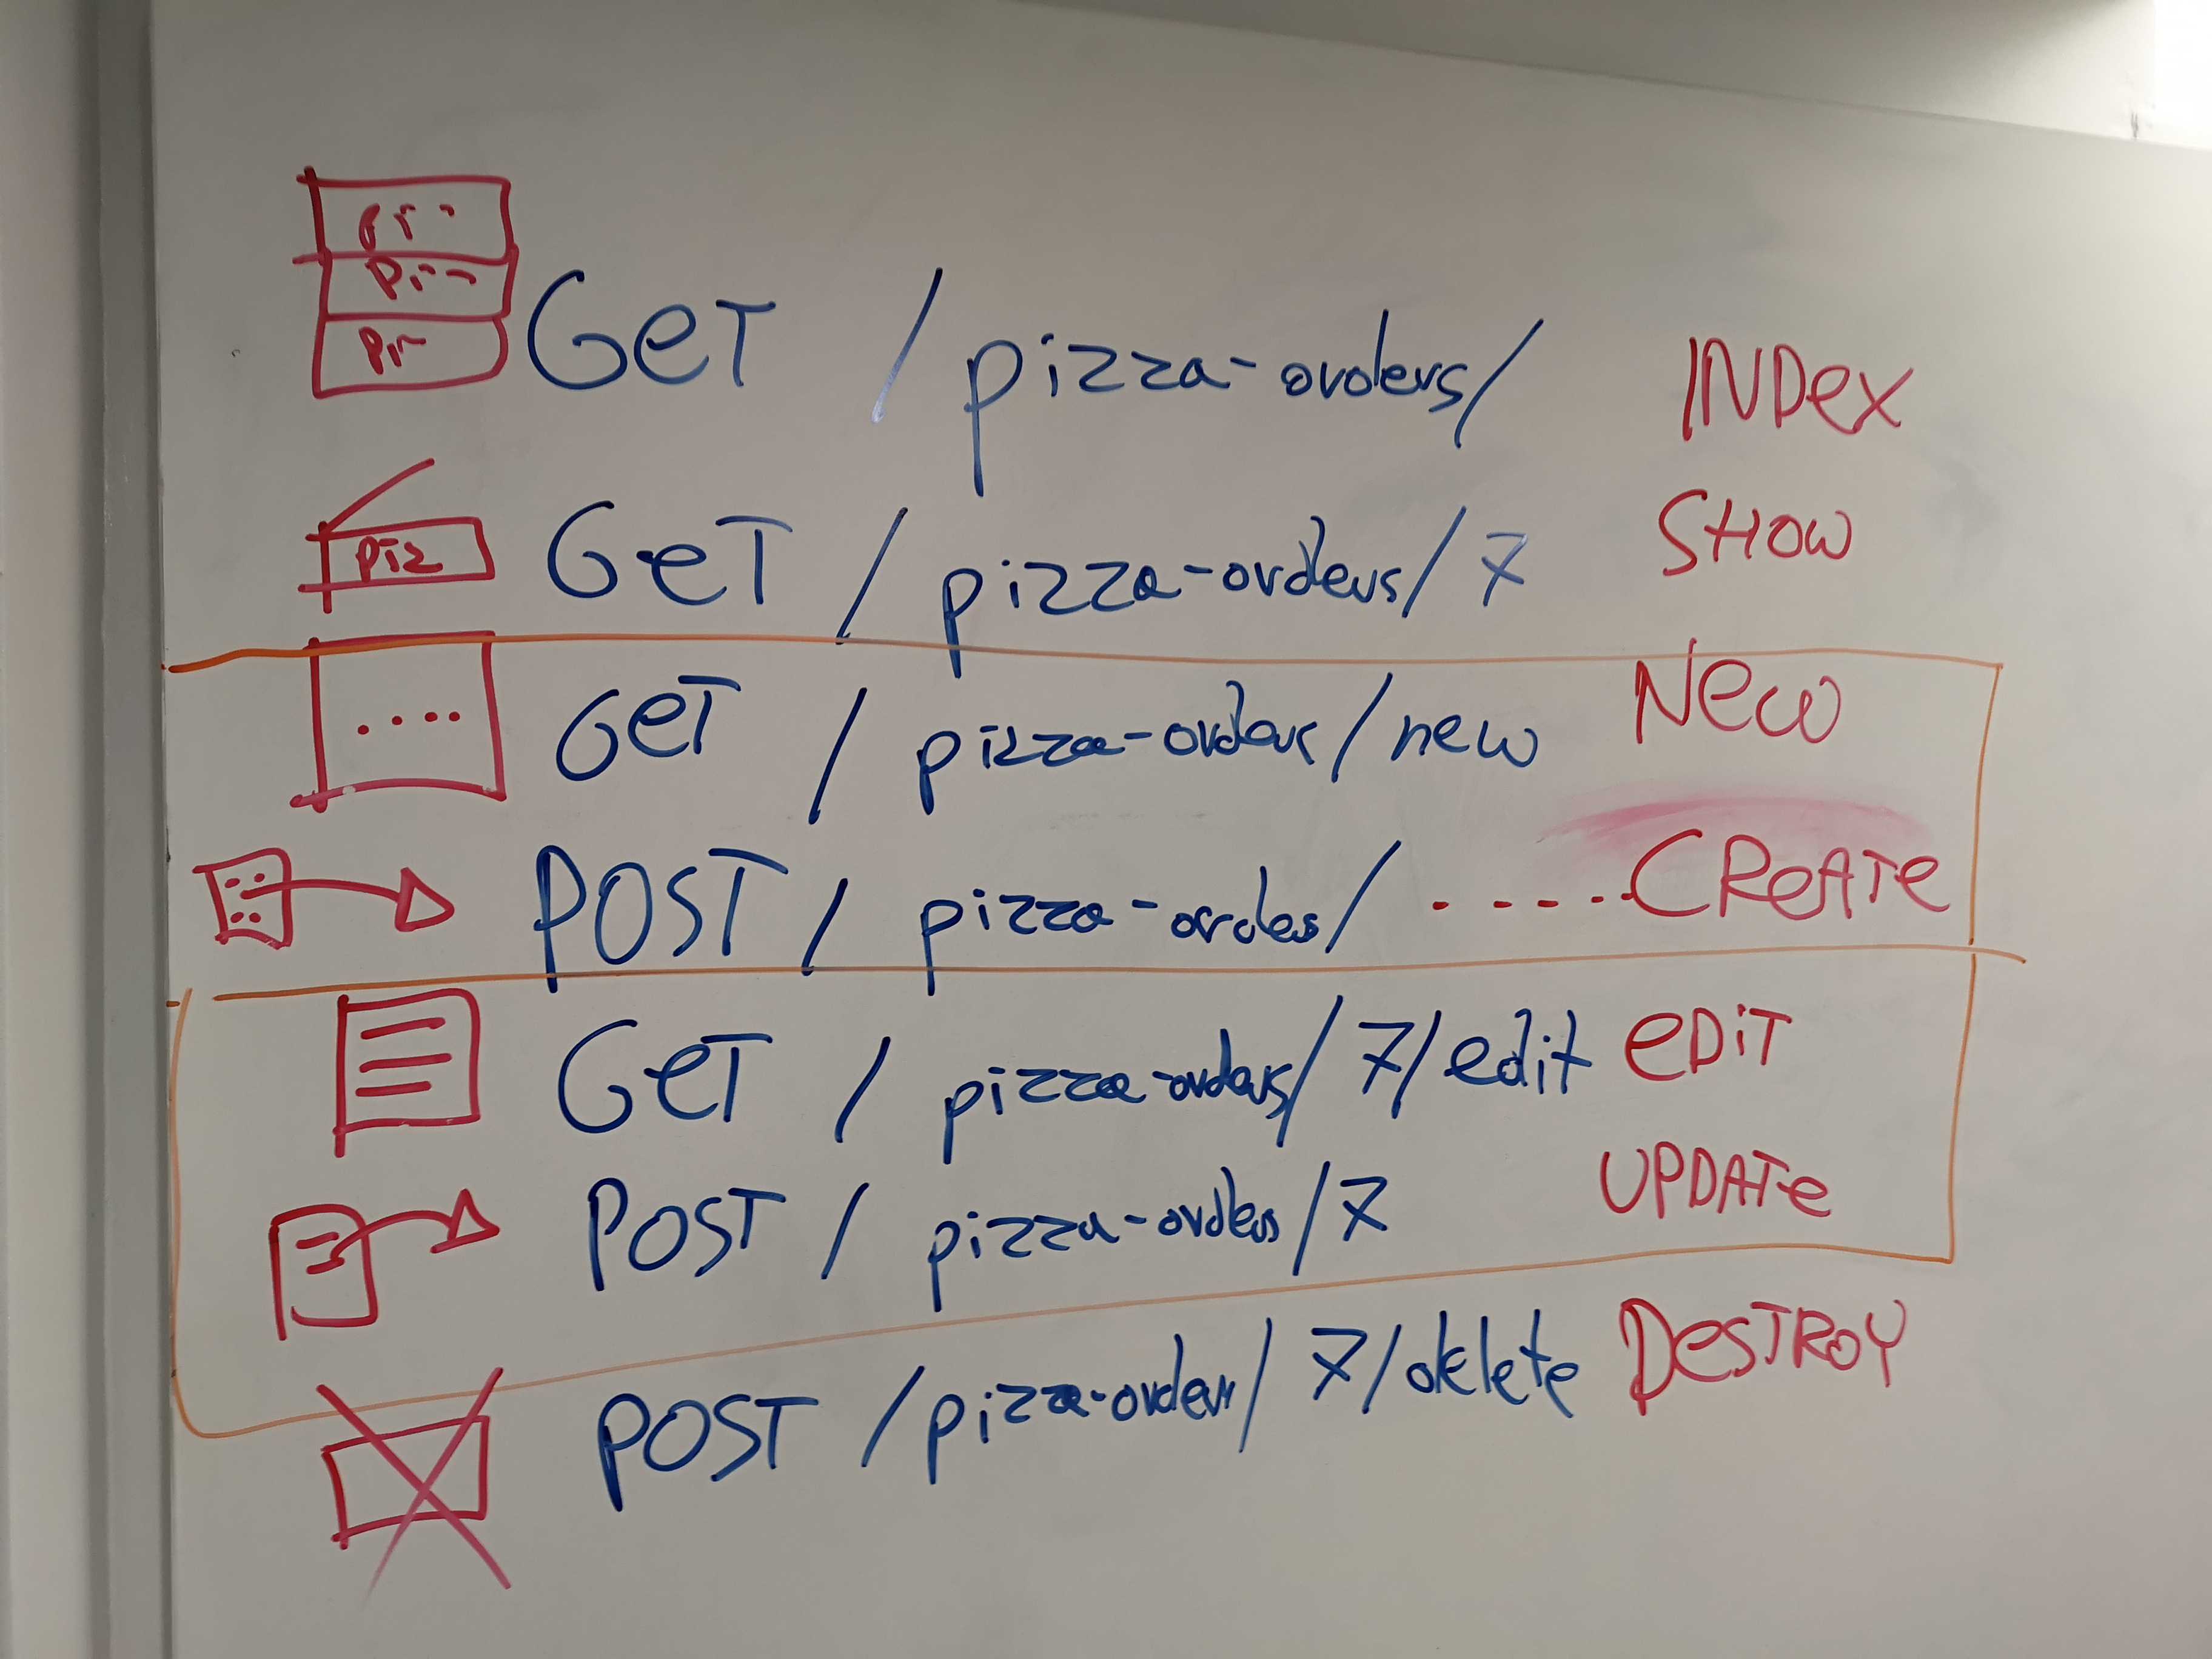 Pi
Pi
Pi
GeT / pizza-orders/ INDex
Piz GeT / pizza-orders/7 SHOW
.... GeT / pizza-orders/new New
POST / pizza-orders/ ..... CReATe
GeT / pizza-orders/7/edit eDiT
POST / pizza-orders/7 UPDATe
POST /pizza-orders/7/delete DeSTROY